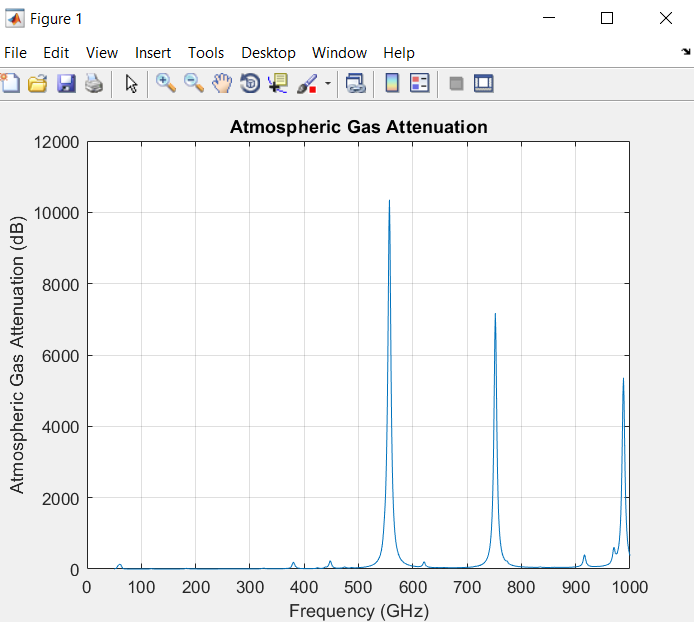 Figure 1
File Edit View Insert Tools Desktop Window Help
Atmospheric Gas Attenuation
Atmospheric Gas Attenuation (dB)
12000
10000
8000
6000
4000
2000
0
0 100 200 300 400 500 600 700 800 900 1000
Frequency (GHz)